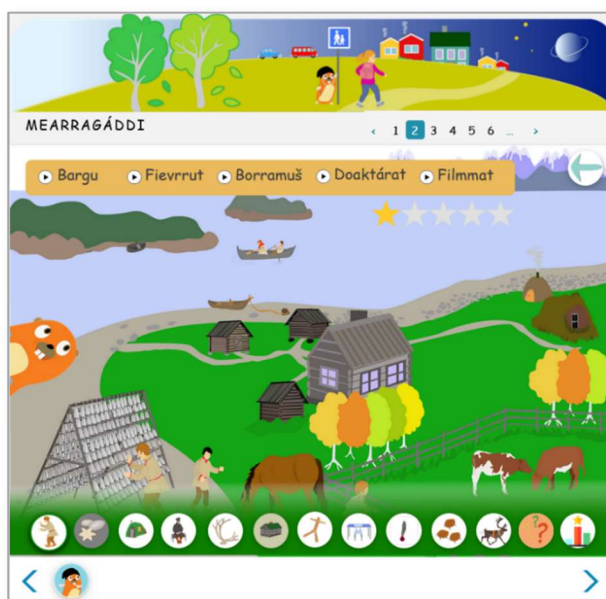 MEARRAGÁDDI
‹ 1 2 3 4 5 6 … ›
Bargu Fievrrut Borramuš Doaktárat Filmmat
? ?